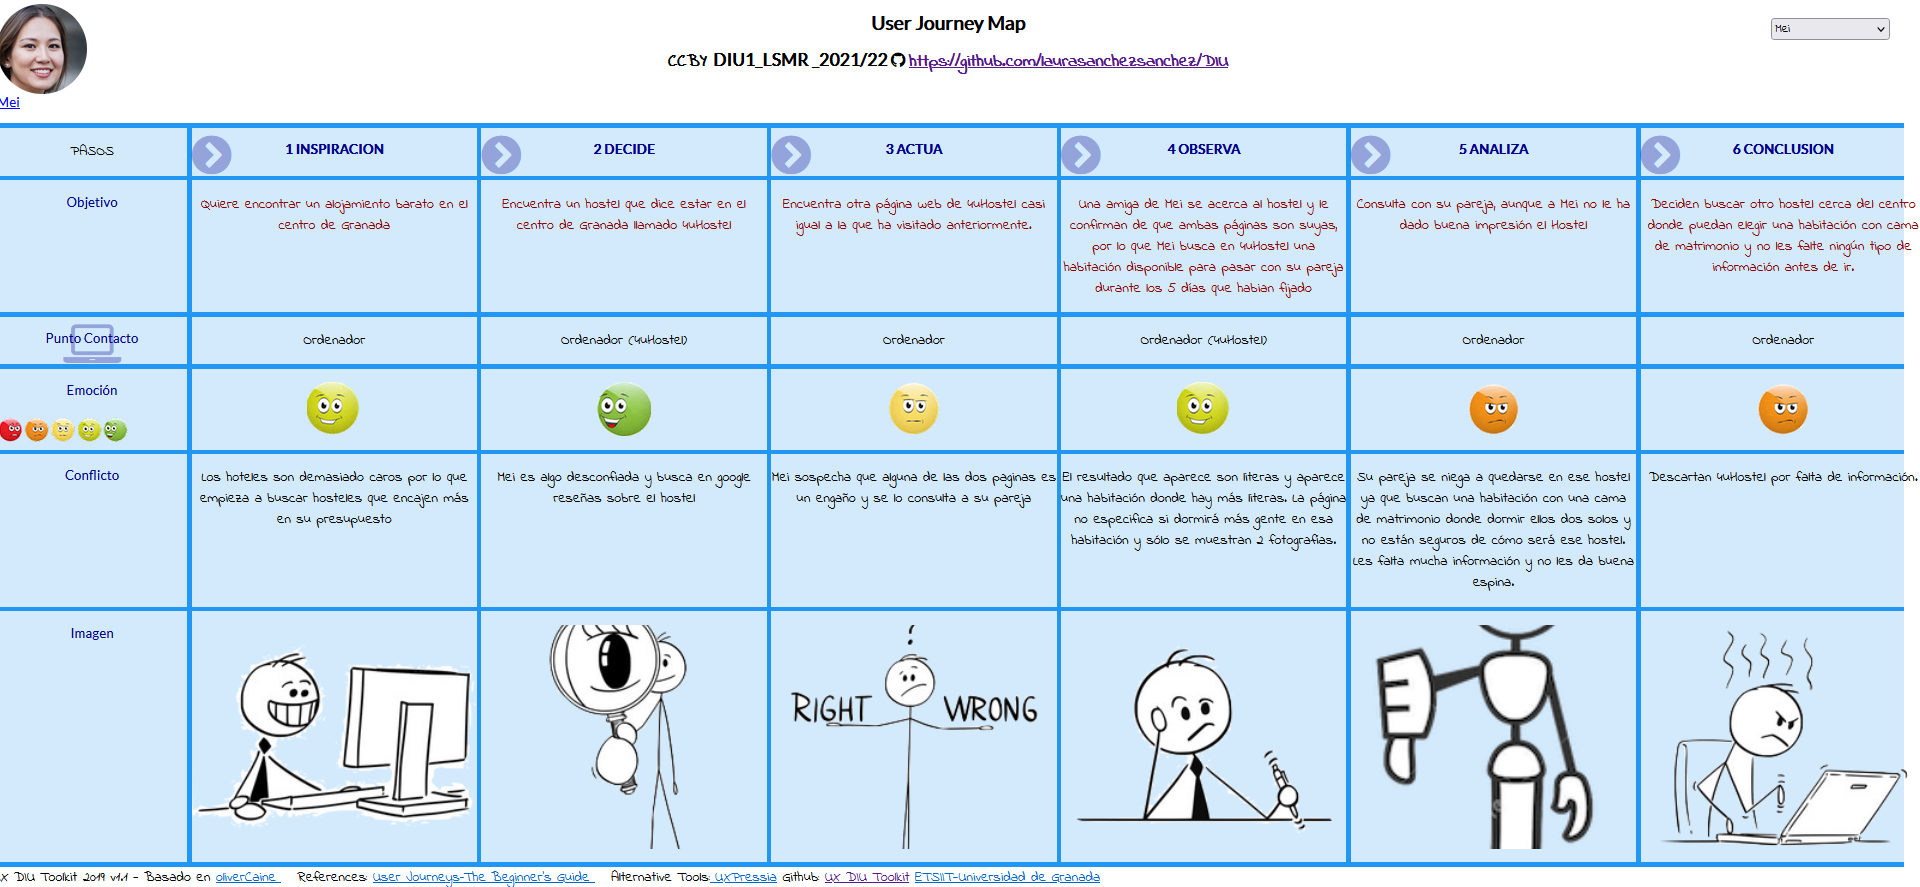 User Journey Map
Mei
CCBY DIU1_LSMR_2021/22 https://github.com/laurasanchezsanchez/DIU
Mei
PASOS
1 INSPIRACION
2 DECIDE
3 ACTUA
4 OBSERVA
5 ANALIZA
6 CONCLUSION
Objetivo
Quiere encontrar un alojamiento barato en el
centro de Granada
Encuentra un hostel que dice estar en el
centro de Granada llamado 4uHostel
Encuentra otra página web de 4uHostel casi
igual a la que ha visitado anteriormente.
Una amiga de Mei se acerca al hostel y le
confirman de que ambas páginas son suyas,
por lo que Mei busca en 4uHostel una
habitación disponible para pasar con su pareja
durante los 5 días que habian fijado
Consulta con su pareja, aunque a Mei no le ha
dado buena impresión el Hostel
Deciden buscar otro hostel cerca del centro
donde puedan elegir una habitación con cama
de matrimonio y no les falte ningún tipo de
información antes de ir.
Punto Contacto
Ordenador
Ordenador (4uHostel)
Ordenador
Ordenador (4uHostel)
Ordenador
Ordenador
Emoción
Conflicto
Los hoteles son demasiado caros por lo que
empieza a buscar hosteles que encajen más
en su presupuesto
Mei es algo desconfiada y busca en google
reseñas sobre el hostel
Mei sospecha que alguna de las dos paginas es
un engaño y se lo consulta a su pareja
El resultado que aparece son literas y aparece
una habitación donde hay más literas. La página
no especifica si dormirá más gente en esa
habitación y sólo se muestran 2 fotografías.
Su pareja se niega a quedarse en ese hostel
ya que buscan una habitación con una cama
de matrimonio donde dormir ellos dos solos y
no están seguros de cómo será ese hostel.
Les falta mucha información y no les da buena
espina.
Descartan 4uHostel por falta de información.
Imagen
?
RIGHT WRONG
X DIU Toolkit 2019 v1.1 - Basado en oliverCaine References: User Journeys-The Beginner's Guide Alternative Tools: UXPressia Github: UX DIU Toolkit ETSIIT-Universidad de Granada